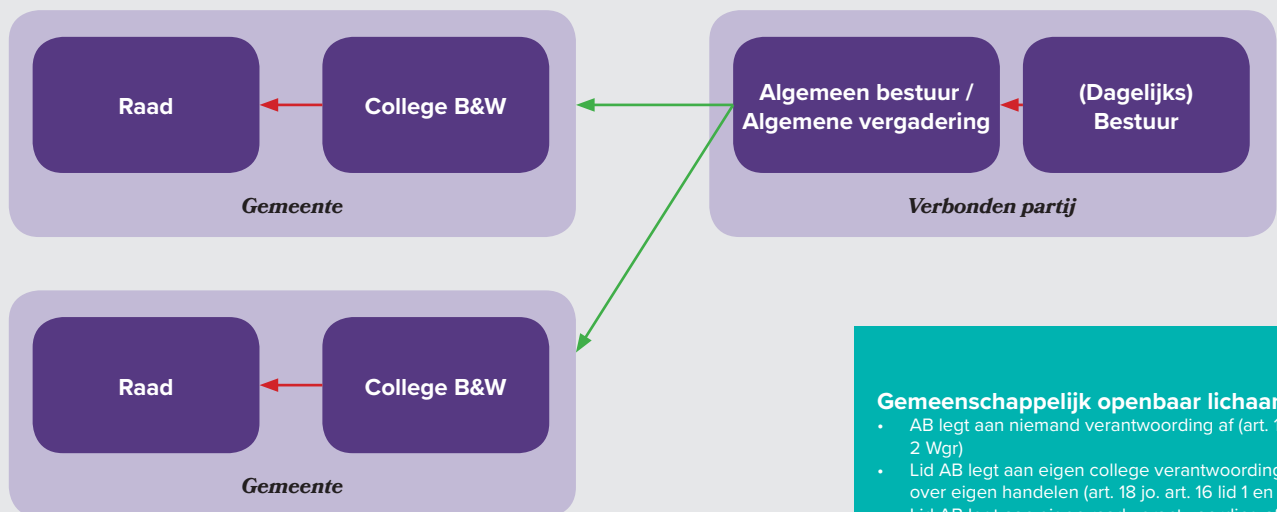 Raad
College B&W
Gemeente
Algemeen bestuur /
Algemene vergadering
(Dagelijks)
Bestuur
Verbonden partij
Raad
College B&W
Gemeente
Gemeenschappelijk openbaar
• AB legt aan niemand verantwoording af (art.
2 Wgr)
• Lid AB legt aan eigen college verantwoording
over eigen handelen (art. 18 jo. art. 16 lid 1 en